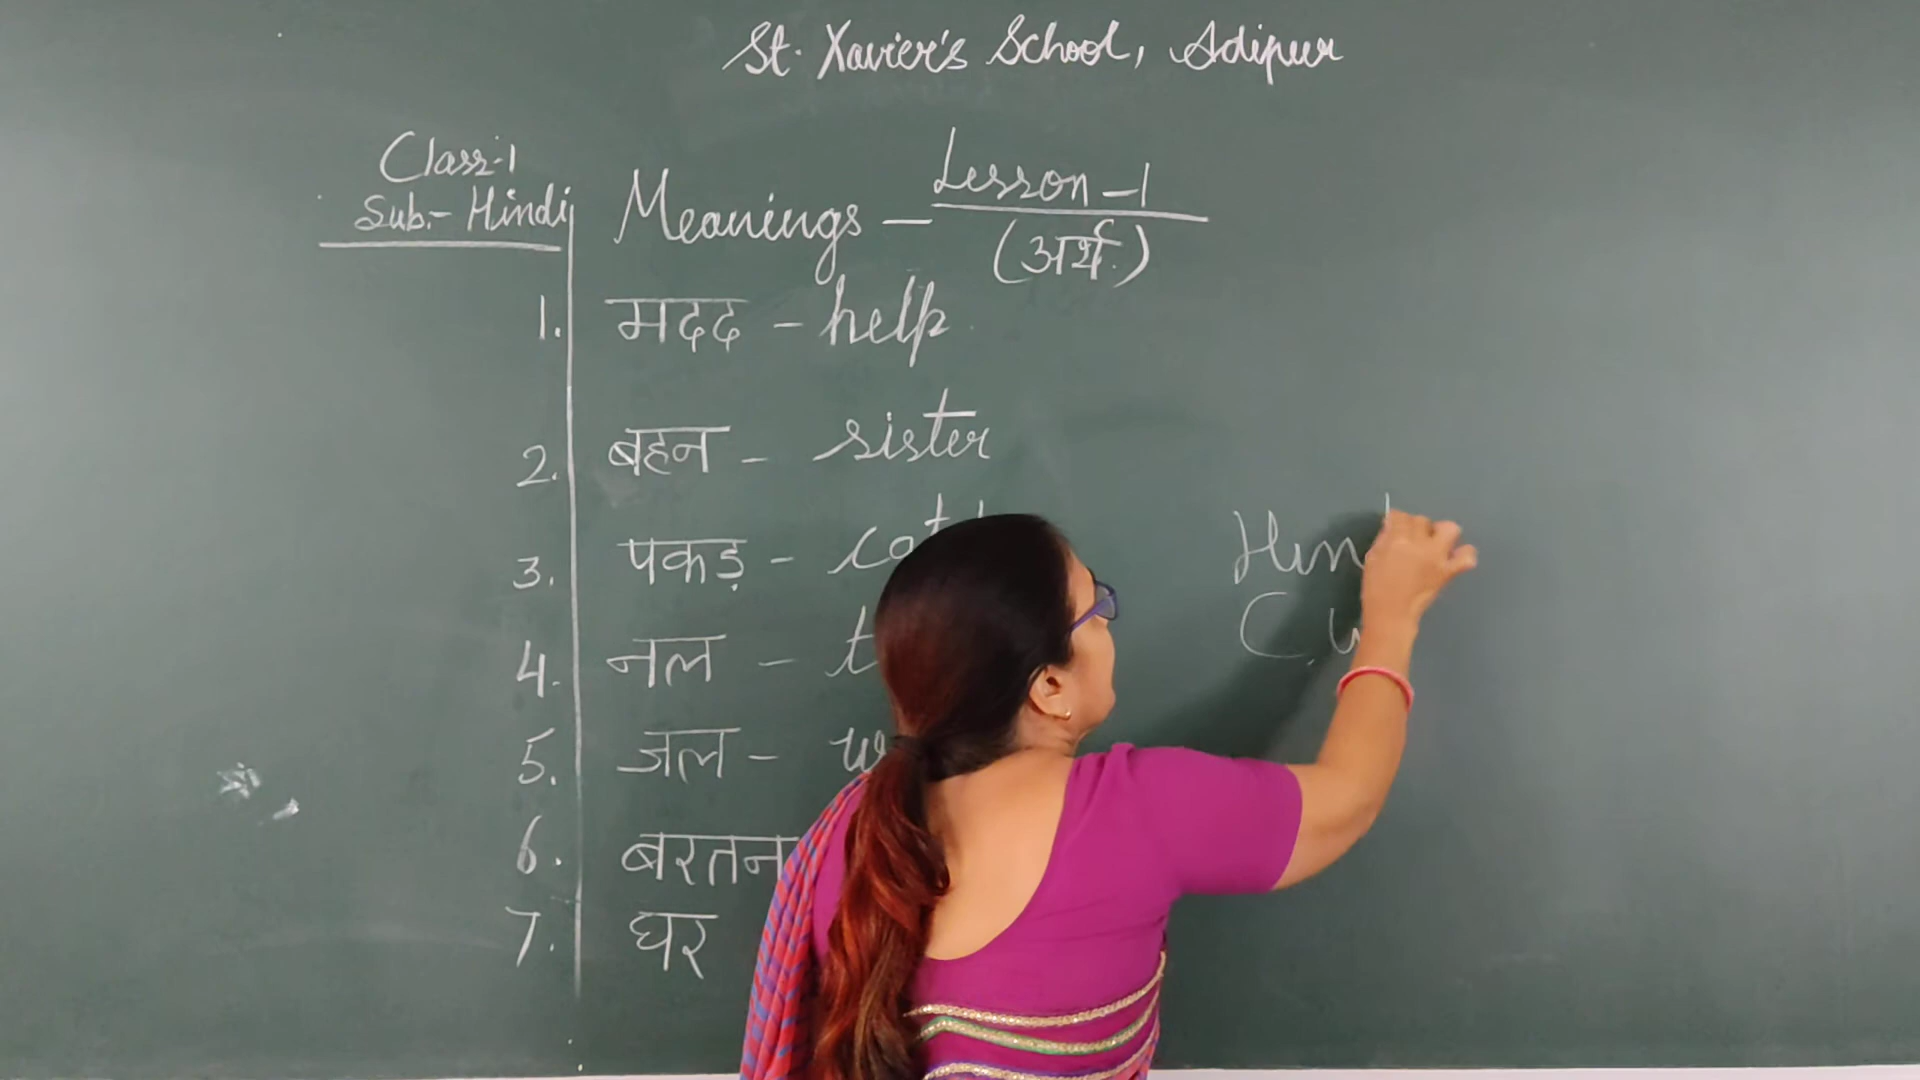 St. Xavier's School, Adipur
Class:-1
Sub:- Hindi
Meanings - Lesson-1
(अर्थ.)
1. मदद - help
2. बहन - sister
3. पकड़ -
4. नल -
5. जल -
6. बरतन
7. घर